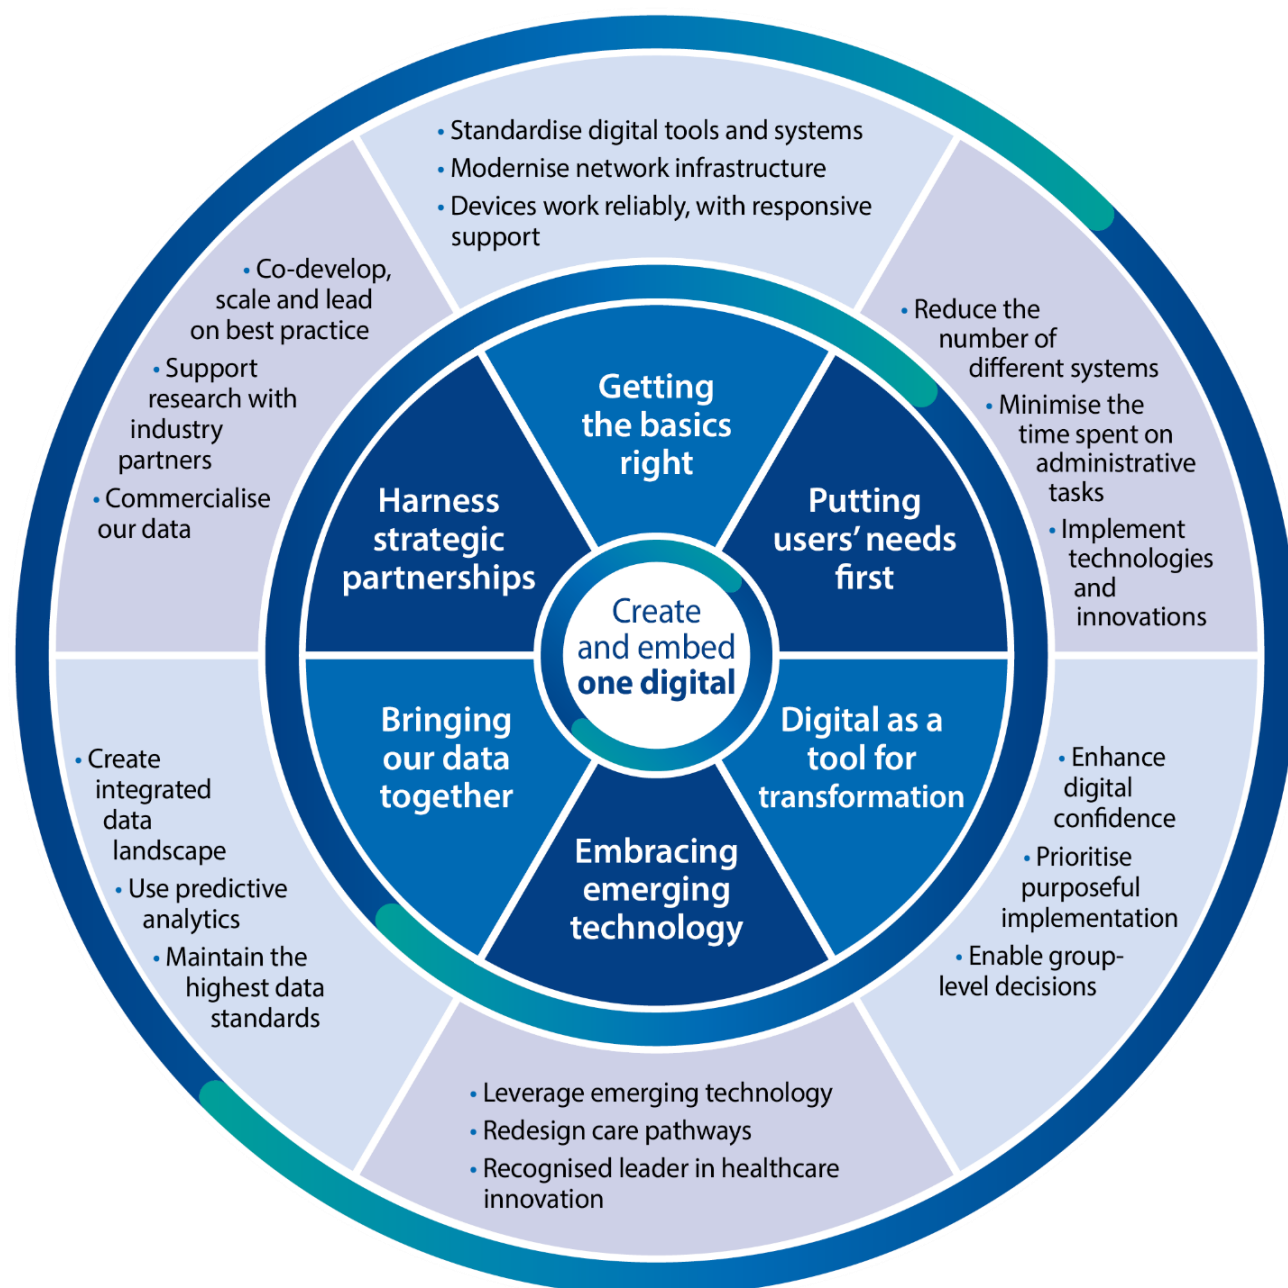 • Standardise digital tools and systems
• Modernise network infrastructure
• Devices work reliably, with responsive
support
• Reduce the
number of
different systems
• Minimise the
time spent on
administrative
tasks
• Implement
technologies
and
innovations
• Enhance
digital
confidence
• Prioritise
purposeful
implementation
• Enable group-
level decisions
• Leverage emerging technology
• Redesign care pathways
• Recognised leader in healthcare
innovation
• Create
integrated
data
landscape
• Use predictive
analytics
• Maintain the
highest data
standards
• Co-develop,
scale and lead
on best practice
• Support
research with
industry
partners
• Commercialise
our data
Getting
the basics
right
Putting
users’ needs
first
Digital as a
tool for
transformation
Embracing
emerging
technology
Bringing
our data
together
Harness
strategic
partnerships
Create
and embed
one digital